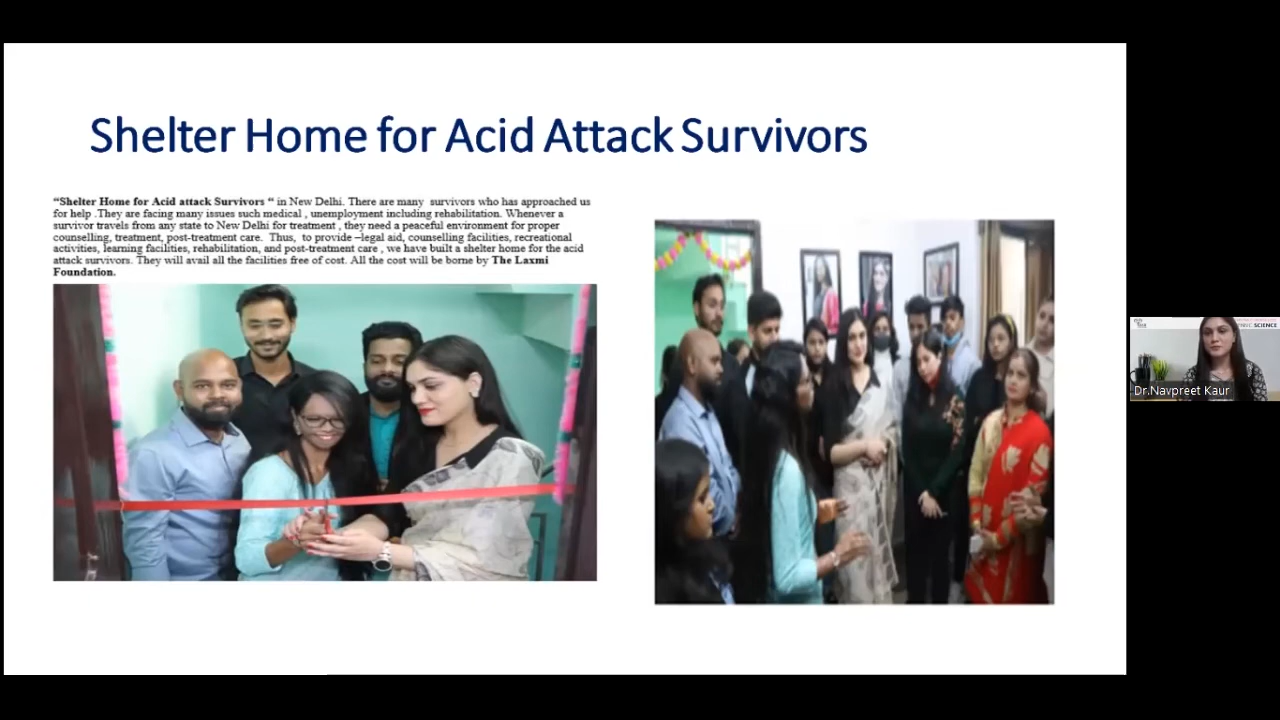 Shelter Home for Acid Attack Survivors
“Shelter Home for Acid attack Survivors “ in New Delhi. There are many survivors who has approached us
for help .They are facing many issues such medical , unemployment including rehabilitation. Whenever a
survivor travels from any state to New Delhi for treatment , they need a peaceful environment for proper
counselling, treatment, post-treatment care. Thus, to provide –legal aid, counselling facilities, recreational
activities, learning facilities, rehabilitation, and post-treatment care , we have built a shelter home for the acid
attack survivors. They will avail all the facilities free of cost. All the cost will be borne by The Laxmi
Foundation.
SCIENCE
Dr.Navpreet Kaur